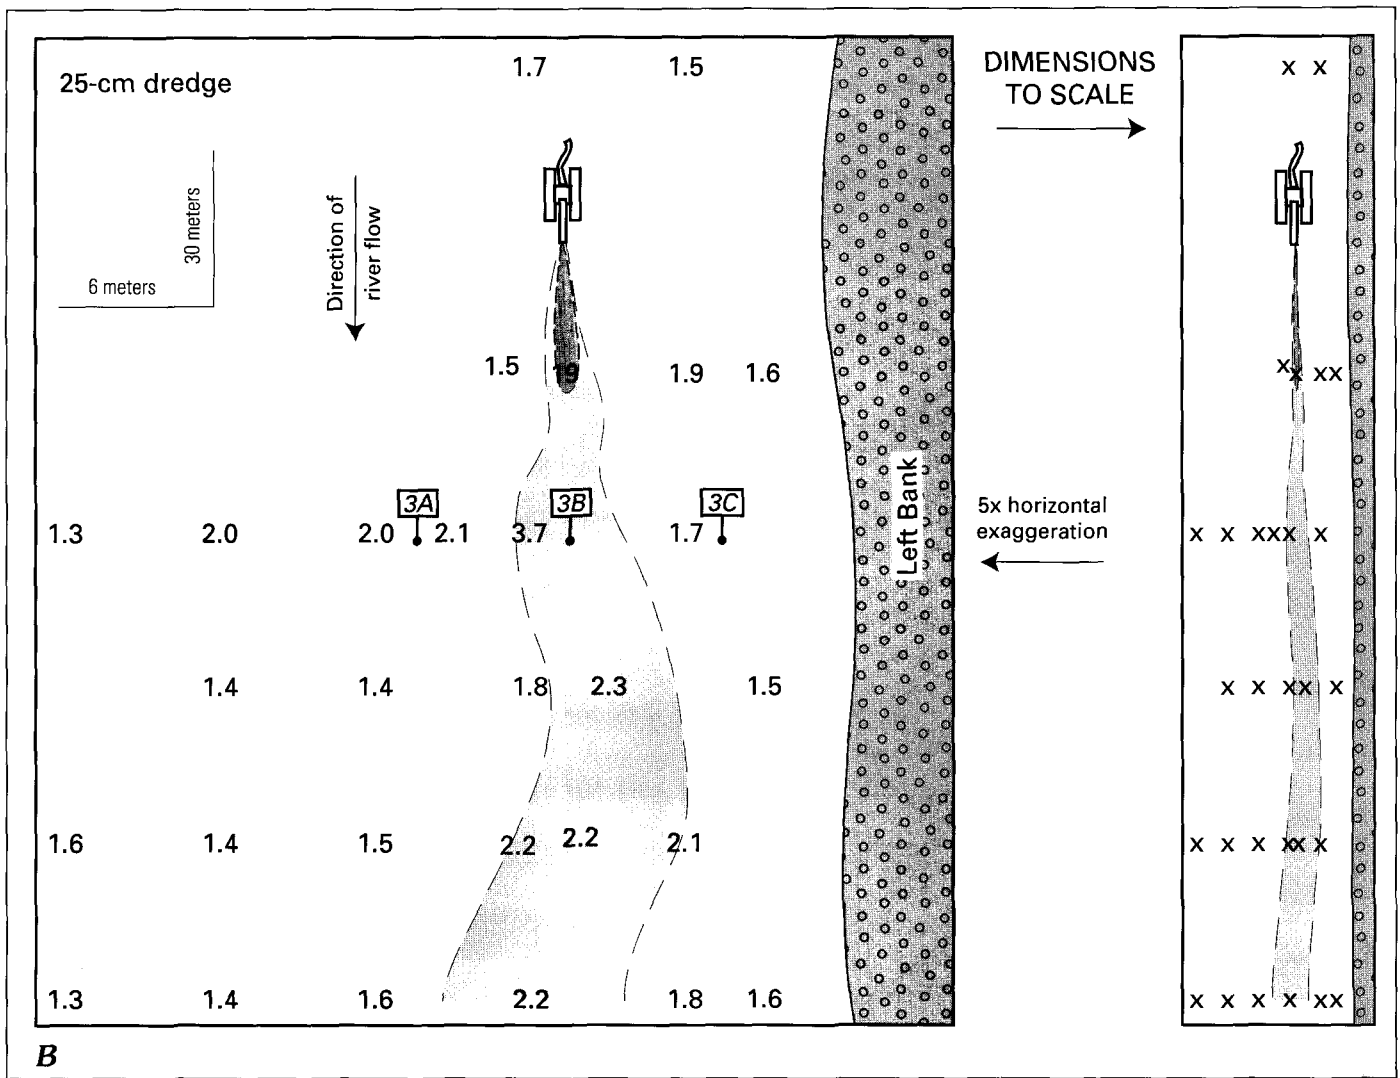 1.7 1.5
25-cm dredge
DIMENSIONS
TO SCALE
x x
30 meters
6 meters
Direction of
river flow
1.5 19 1.9 1.6
x x x x
3A 3B 3C
1.3 2.0 2.0 2.1 3.7 1.7
Left Bank
5x horizontal
exaggeration
x x x x x x
1.4 1.4 1.8 2.3 1.5
x x x x x
1.6 1.4 1.5 2.2 2.2 2.1
x x x x x x
1.3 1.4 1.6 2.2 1.8 1.6
x x x x x x
B